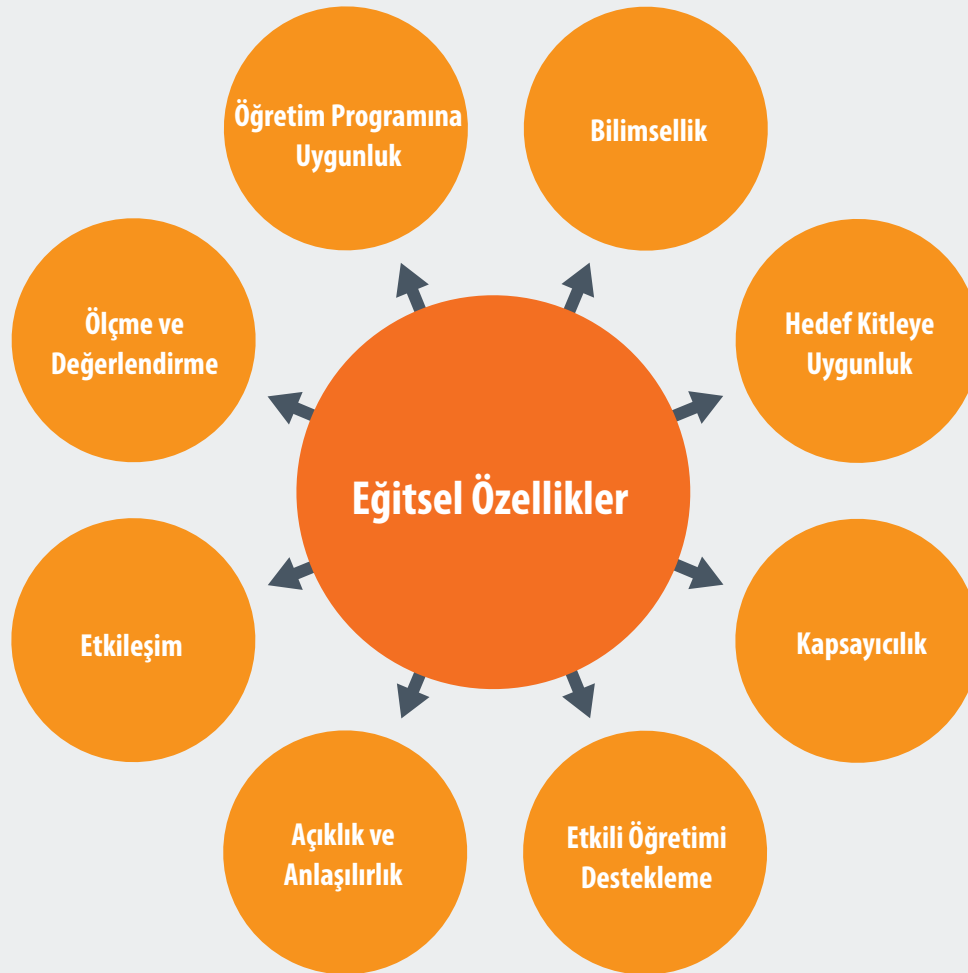 Öğretim Programına
Uygunluk
Bilimsellik
Ölçme ve
Değerlendirme
Hedef Kitleye
Uygunluk
Eğitsel Özellikler
Etkileşim
Kapsayıcılık
Açıklık ve
Anlaşılırlık
Etkili Öğretimi
Destekleme